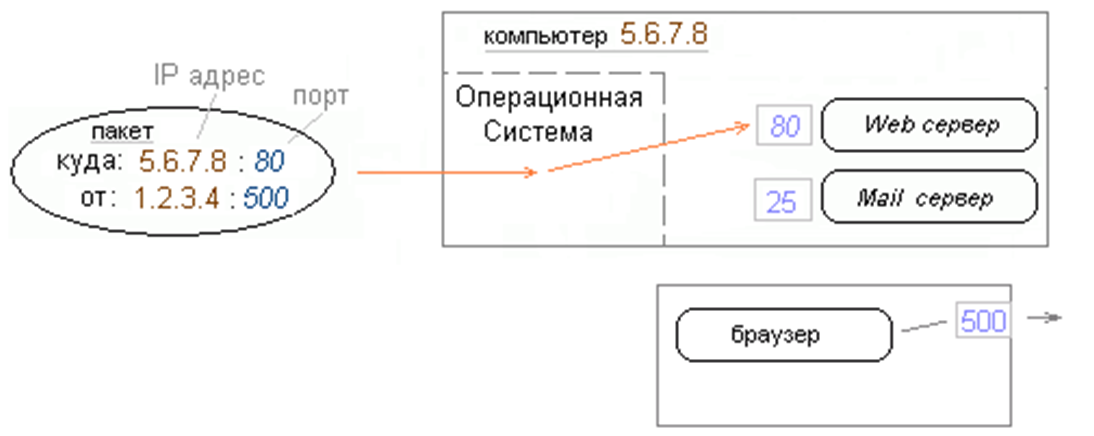 IP адрес
порт
пакет
куда: 5.6.7.8 : 80
от: 1.2.3.4 : 500
компьютер 5.6.7.8
Операционная
Система
80 Web сервер
25 Mail сервер
браузер 500